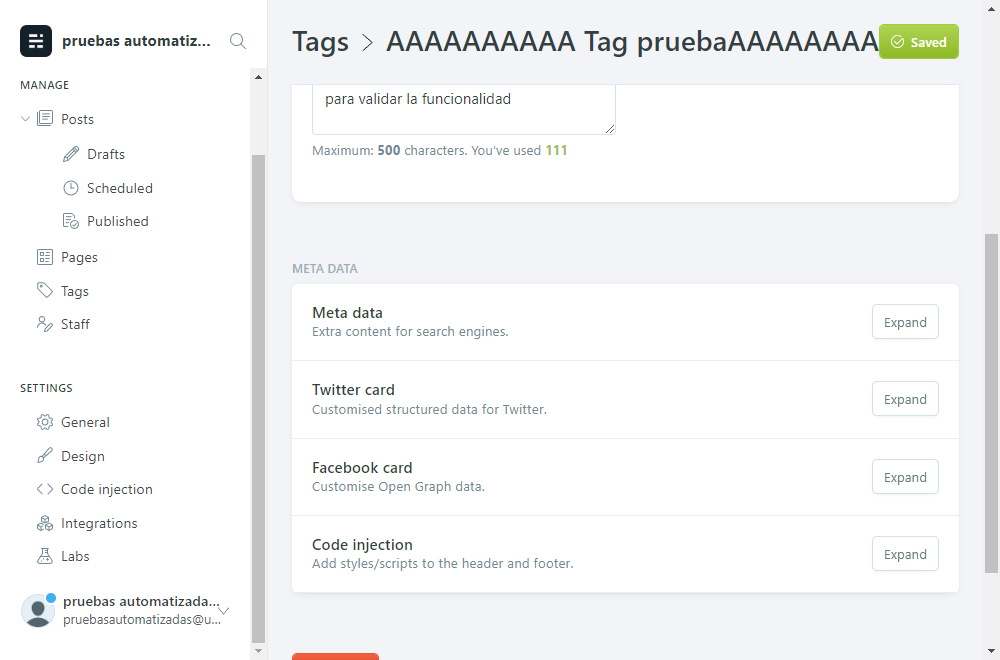 pruebas automatiz...
MANAGE
Posts
Drafts
Scheduled
Published
Pages
Tags
Staff
SETTINGS
General
Design
Code injection
Integrations
Labs
pruebas automatizada...
pruebasautomatizadas@u...
Tags > AAAAAAAAAA Tag pruebaAAAAAAAA
Saved
para validar la funcionalidad
Maximum: 500 characters. You've used 111
META DATA
Meta data
Extra content for search engines.
Expand
Twitter card
Customised structured data for Twitter.
Expand
Facebook card
Customise Open Graph data.
Expand
Code injection
Add styles/scripts to the header and footer.
Expand